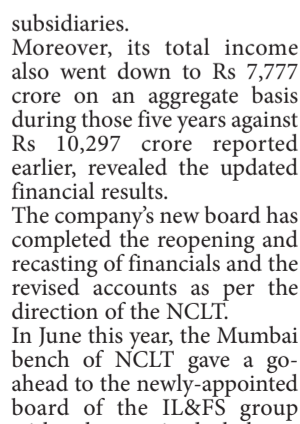 subsidiaries.
Moreover, its total income
also went down to Rs 7,777
crore on an aggregate basis
during those five years against
Rs 10,297 crore reported
earlier, revealed the updated
financial results.
The company's new board has
completed the reopening and
recasting of financials and the
revised accounts as per the
direction of the NCLT.
In June this year, the Mumbai
bench of NCLT gave a go-
ahead to the newly-appointed
board of the IL&FS group